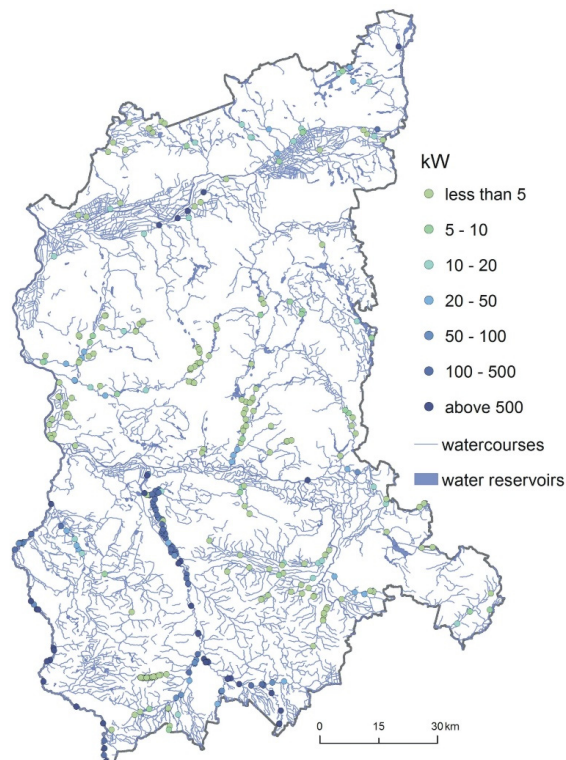 kW
less than 5
5 - 10
10 - 20
20 - 50
50 - 100
100 - 500
above 500
watercourses
water reservoirs
0 15 30 km